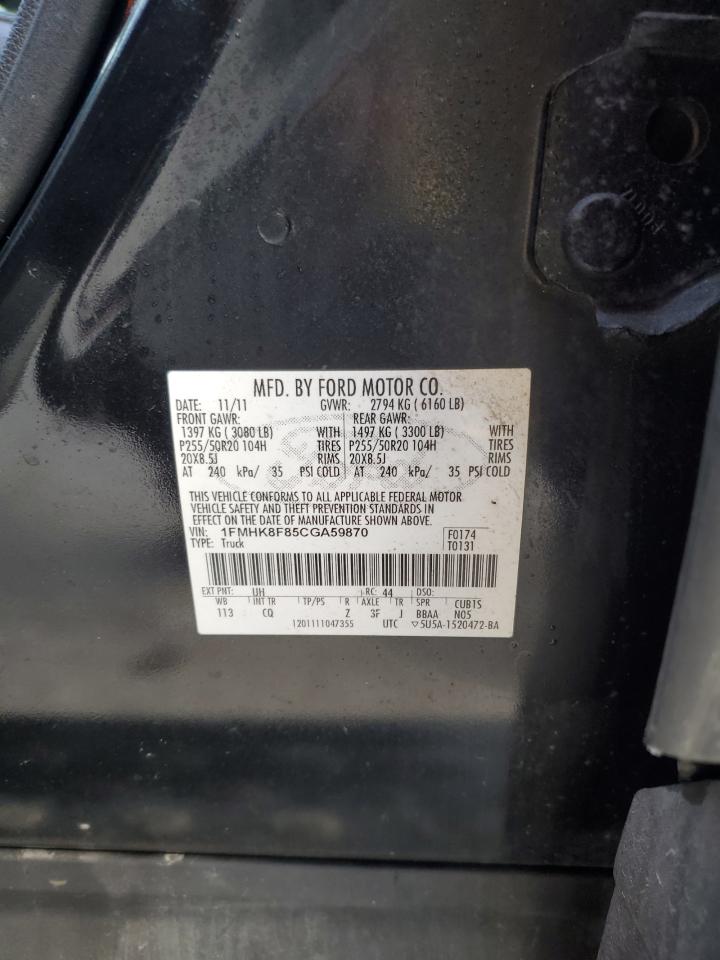 MFD. BY FORD MOTOR CO.
DATE: 11/11 GVWR: 2794 KG ( 6160 LB)
FRONT GAWR: REAR GAWR:
1397 KG ( 3080 LB) WITH 1497 KG ( 3300 LB) WITH
P255/50R20 104H TIRES P255/50R20 104H TIRES
20X8.5J RIMS 20X8.5J RIMS
AT 240 kPa/ 35 PSI COLD AT 240 kPa/ 35 PSI COLD
THIS VEHICLE CONFORMS TO ALL APPLICABLE FEDERAL MOTOR
VEHICLE SAFETY AND THEFT PREVENTION STANDARDS IN
EFFECT ON THE DATE OF MANUFACTURE SHOWN ABOVE.
VIN: 1FMHK8F85CGA59870 F0174
TYPE: Truck T0131
EXT PNT: UH RC: 44 DSO:
WB INT TR TP/PS R AXLE TR SPR CUB1S
113 CQ Z 3F J BBAA N05
1201111047355 UTC ▽5U5A-1520472-BA